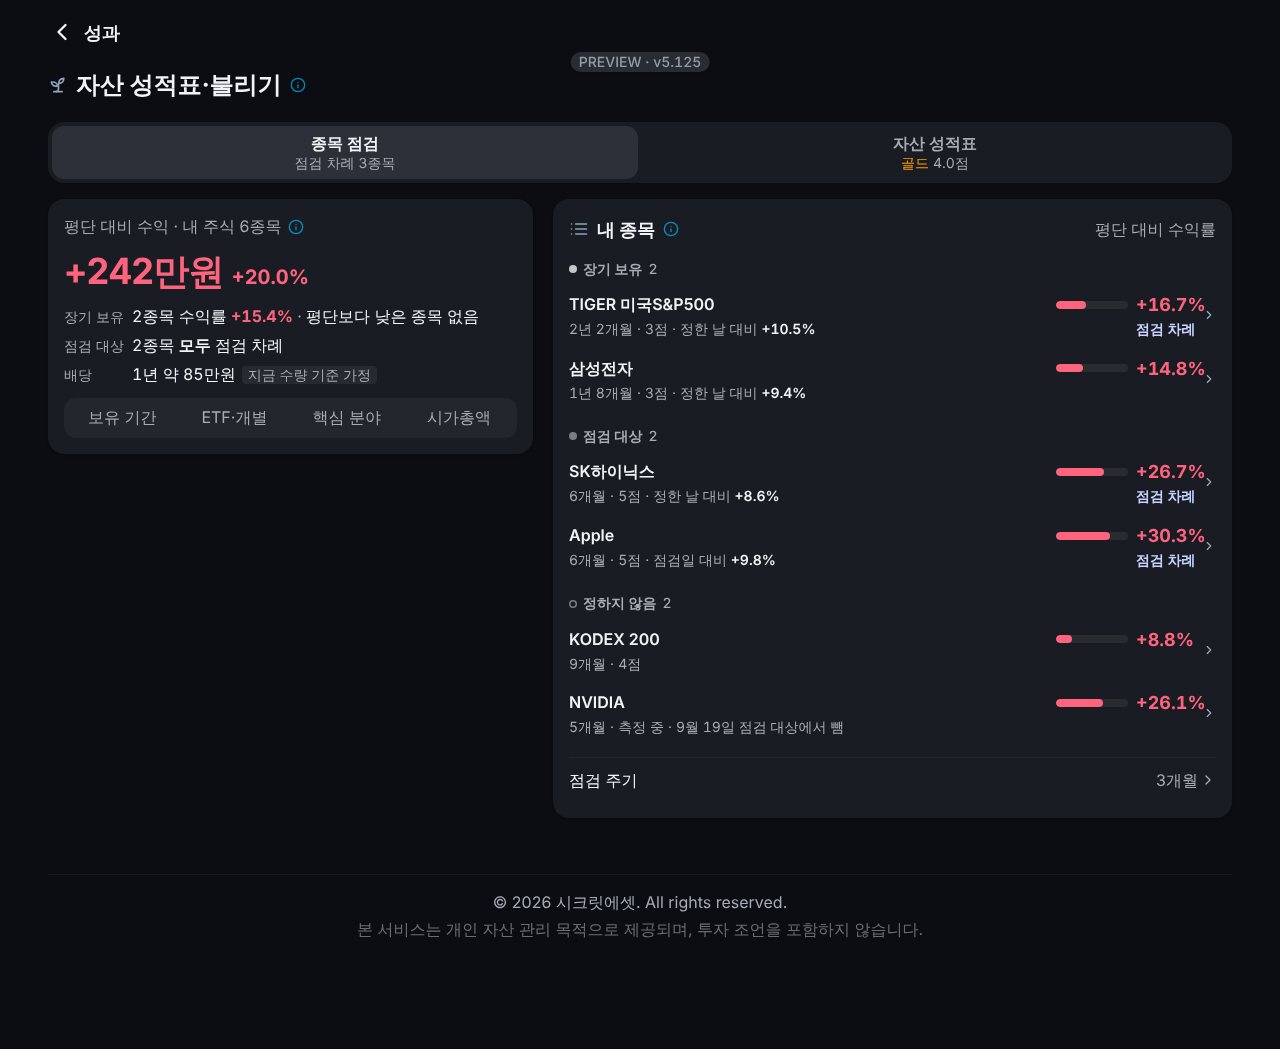 성과
PREVIEW · v5.125
자산 성적표·불리기
종목 점검
점검 차례 3종목
자산 성적표
골드 4.0점
평단 대비 수익 · 내 주식 6종목
+242만원 +20.0%
장기 보유 2종목 수익률 +15.4% · 평단보다 낮은 종목 없음
점검 대상 2종목 모두 점검 차례
배당 1년 약 85만원 지금 수량 기준 가정
보유 기간 ETF·개별 핵심 분야 시가총액
내 종목 평단 대비 수익률
장기 보유 2
TIGER 미국S&P500 +16.7%
2년 2개월 · 3점 · 정한 날 대비 +10.5% 점검 차례
삼성전자 +14.8%
1년 8개월 · 3점 · 정한 날 대비 +9.4%
점검 대상 2
SK하이닉스 +26.7%
6개월 · 5점 · 정한 날 대비 +8.6% 점검 차례
Apple +30.3%
6개월 · 5점 · 점검일 대비 +9.8% 점검 차례
정하지 않음 2
KODEX 200 +8.8%
9개월 · 4점
NVIDIA +26.1%
5개월 · 측정 중 · 9월 19일 점검 대상에서 뺌
점검 주기 3개월
© 2026 시크릿에셋. All rights reserved.
본 서비스는 개인 자산 관리 목적으로 제공되며, 투자 조언을 포함하지 않습니다.